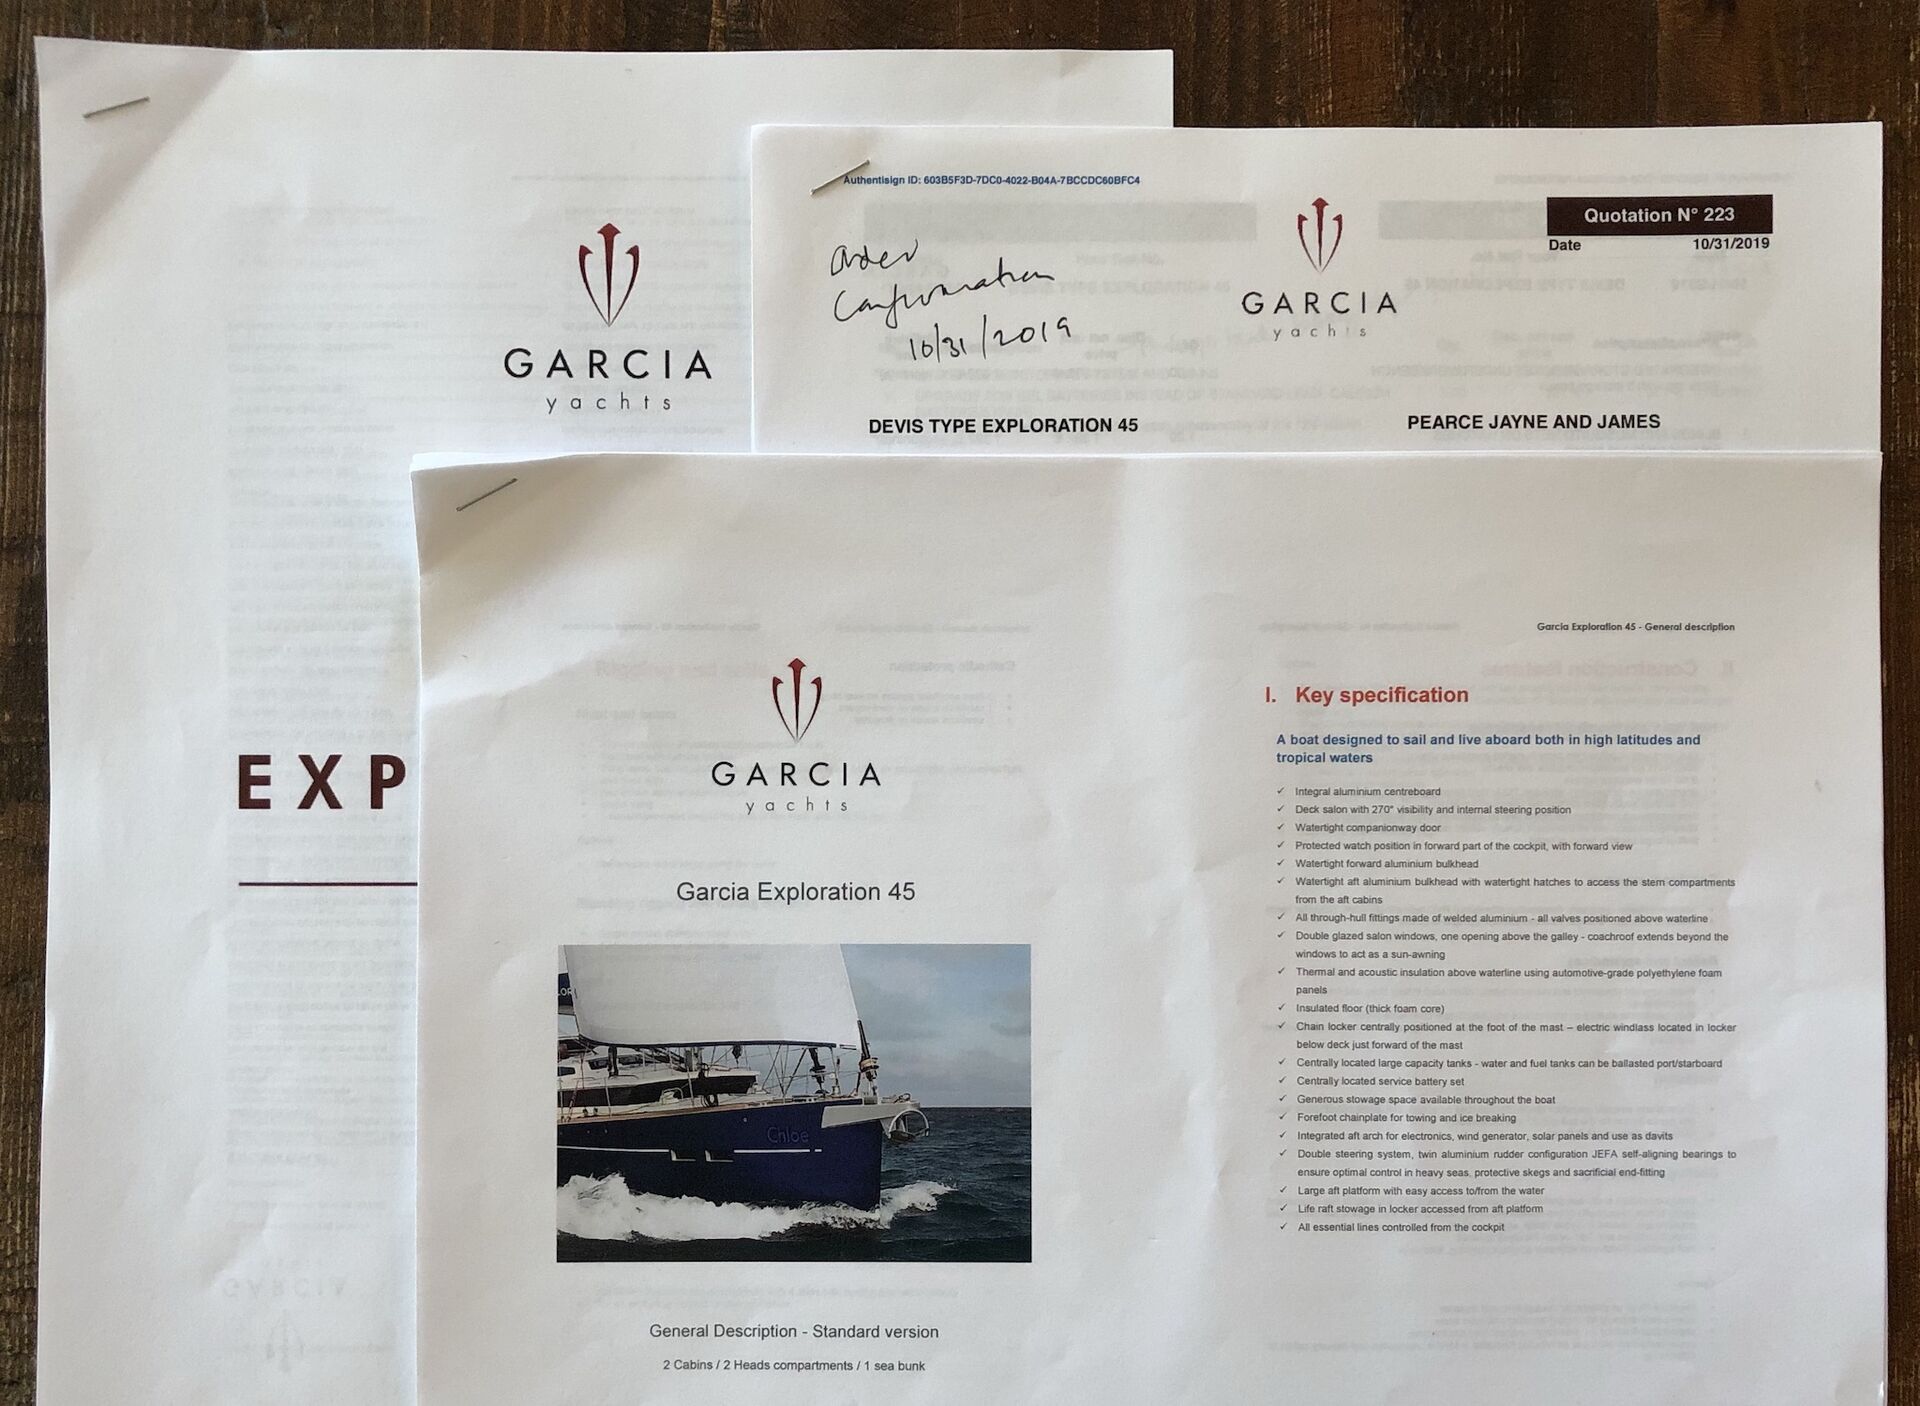 GARCIA
yachts
EXP
Authentisign ID: 603B5F3D-7DC0-4022-B04A-7BCCDC60BFC4
Order
Confirmation
10/31/2019
GARCIA
yachts
Quotation N° 223
Date 10/31/2019
DEVIS TYPE EXPLORATION 45
PEARCE JAYNE AND JAMES
GARCIA
yachts
Garcia Exploration 45
Chloe
General Description - Standard version
2 Cabins / 2 Heads compartments / 1 sea bunk
Garcia Exploration 45 - General description
I. Key specification
A boat designed to sail and live aboard both in high latitudes and
tropical waters
✓ Integral aluminium centreboard
✓ Deck salon with 270° visibility and internal steering position
✓ Watertight companionway door
✓ Protected watch position in forward part of the cockpit, with forward view
✓ Watertight forward aluminium bulkhead
✓ Watertight aft aluminium bulkhead with watertight hatches to access the stern compartments
from the aft cabins
✓ All through-hull fittings made of welded aluminium - all valves positioned above waterline
✓ Double glazed salon windows, one opening above the galley - coachroof extends beyond the
windows to act as a sun-awning
✓ Thermal and acoustic insulation above waterline using automotive-grade polyethylene foam
panels
✓ Insulated floor (thick foam core)
✓ Chain locker centrally positioned at the foot of the mast – electric windlass located in locker
below deck just forward of the mast
✓ Centrally located large capacity tanks - water and fuel tanks can be ballasted port/starboard
✓ Centrally located service battery set
✓ Generous stowage space available throughout the boat
✓ Forefoot chainplate for towing and ice breaking
✓ Integrated aft arch for electronics, wind generator, solar panels and use as davits
✓ Double steering system, twin aluminium rudder configuration JEFA self-aligning bearings to
ensure optimal control in heavy seas, protective skegs and sacrificial end-fitting
✓ Large aft platform with easy access to/from the water
✓ Life raft stowage in locker accessed from aft platform
✓ All essential lines controlled from the cockpit